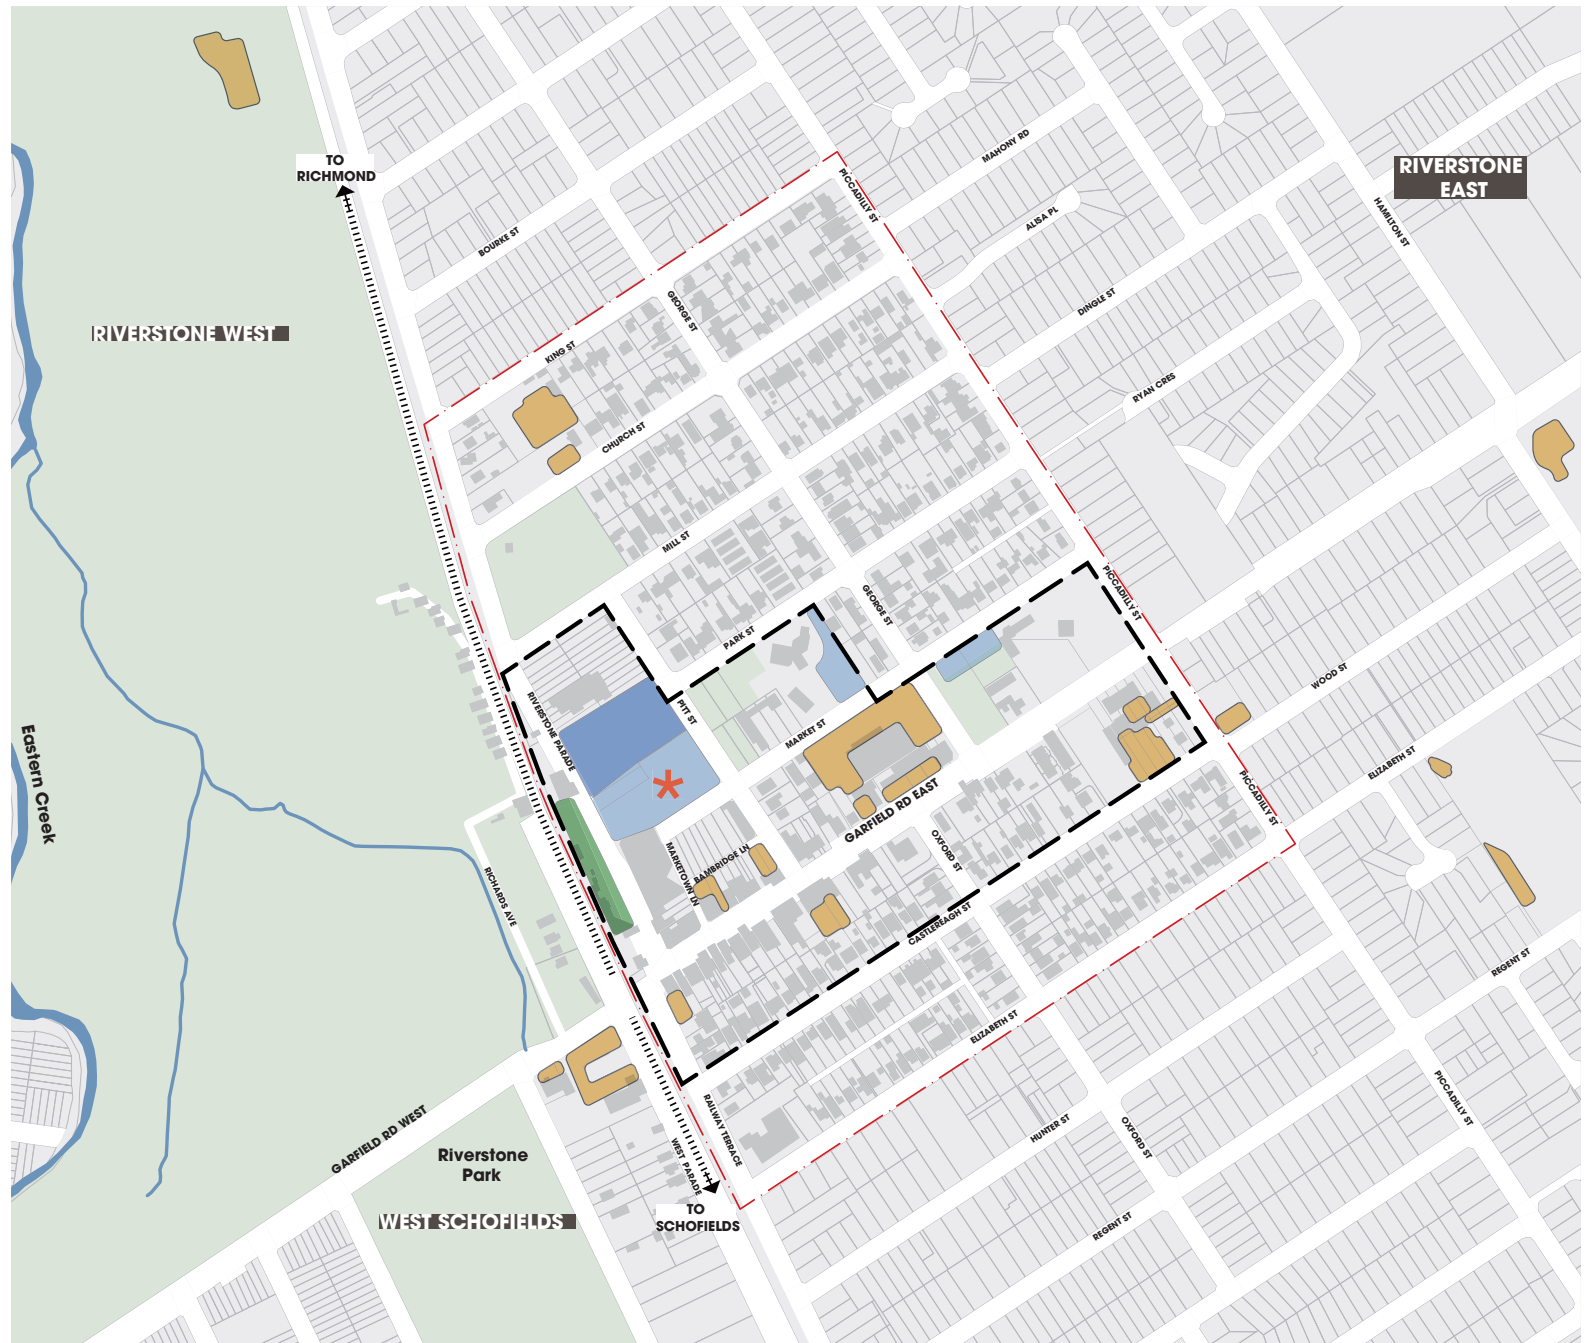 TO
RICHMOND
MAHONY RD
RIVERSTONE
EAST
PICCADILLY ST
ALISA PL
HAMILTON ST
BOURKE ST
GEORGE ST
DINGLE ST
RIVERSTONE WEST
KING ST
RYAN CRES
CHURCH ST
MILL ST
GEORGE ST
PICCADILLY ST
PARK ST
WOOD ST
RIVERSTONE PARADE
PITT ST
MARKET ST
Eastern Creek
ELIZABETH ST
PICCADILLY ST
GARFIELD RD EAST
OXFORD ST
MARKETOWN LN
BAMBRIDGE LN
RICHARDS AVE
CASTLEREAGH ST
REGENT ST
ELIZABETH ST
GARFIELD RD WEST
RAILWAY TERRACE
WEST PARADE
HUNTER ST
OXFORD ST
PICCADILLY ST
Riverstone
Park
WEST SCHOFIELDS
TO
SCHOFIELDS
REGENT ST